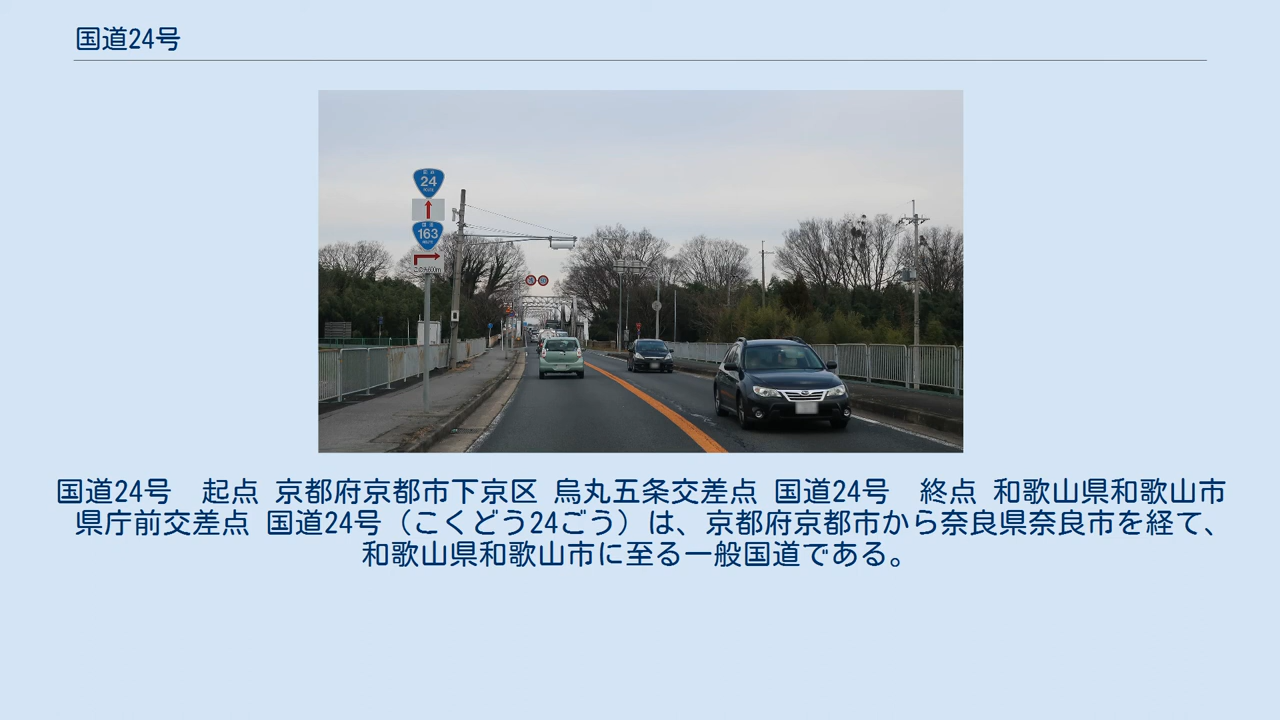 国道24号
24
163
国道24号　起点 京都府京都市下京区 烏丸五条交差点 国道24号　終点 和歌山県和歌山市
県庁前交差点 国道24号（こくどう24ごう）は、京都府京都市から奈良県奈良市を経て、
和歌山県和歌山市に至る一般国道である。